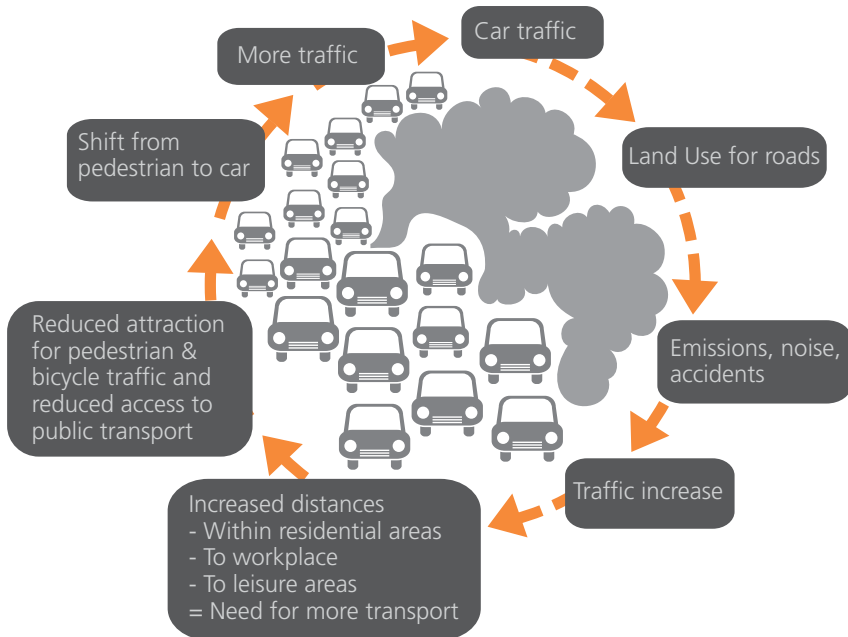 Car traffic
Land Use for roads
Emissions, noise,
accidents
Traffic increase
Increased distances
- Within residential areas
- To workplace
- To leisure areas
= Need for more transport
Reduced attraction
for pedestrian &
bicycle traffic and
reduced access to
public transport
Shift from
pedestrian to car
More traffic